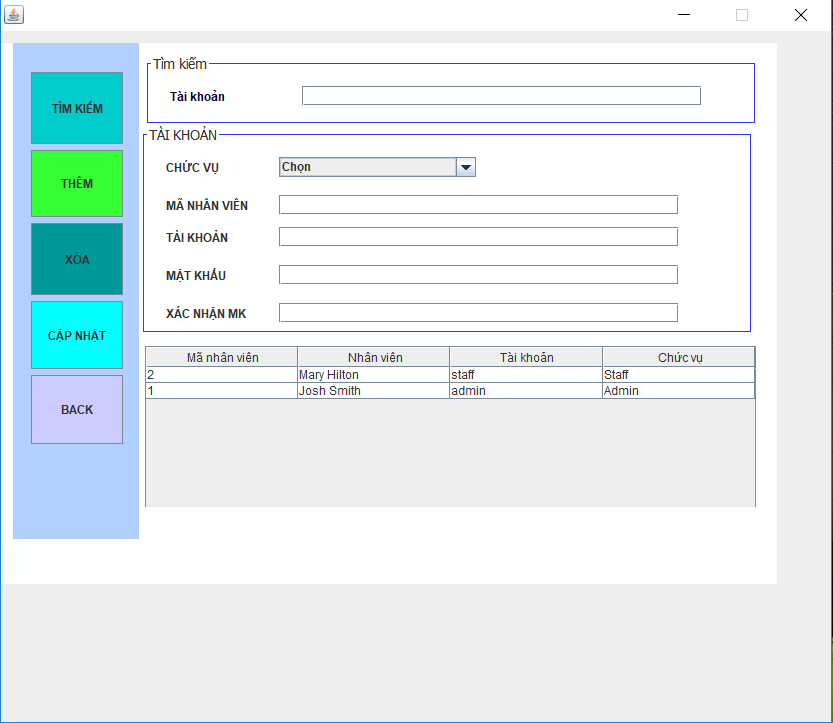 TÌM KIẾM
THÊM
XÓA
CẬP NHẬT
BACK
Tìm kiếm
Tài khoản
TÀI KHOẢN
CHỨC VỤ Chọn
MÃ NHÂN VIÊN
TÀI KHOẢN
MẬT KHẨU
XÁC NHẬN MK
Mã nhân viên Nhân viên Tài khoản Chức vụ
2 Mary Hilton staff Staff
1 Josh Smith admin Admin